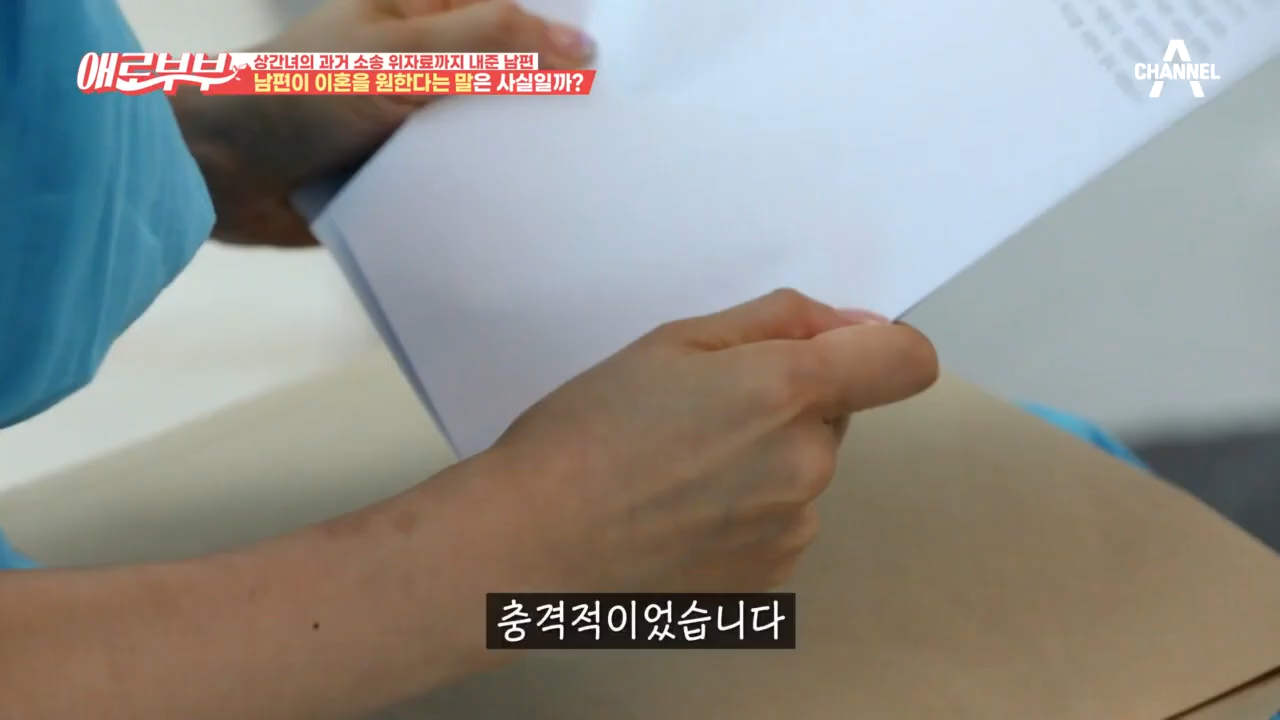 애로부부
상간녀의 과거 소송 위자료까지 내준 남편
남편이 이혼을 원한다는 말은 사실일까?
CHANNEL A
충격적이었습니다